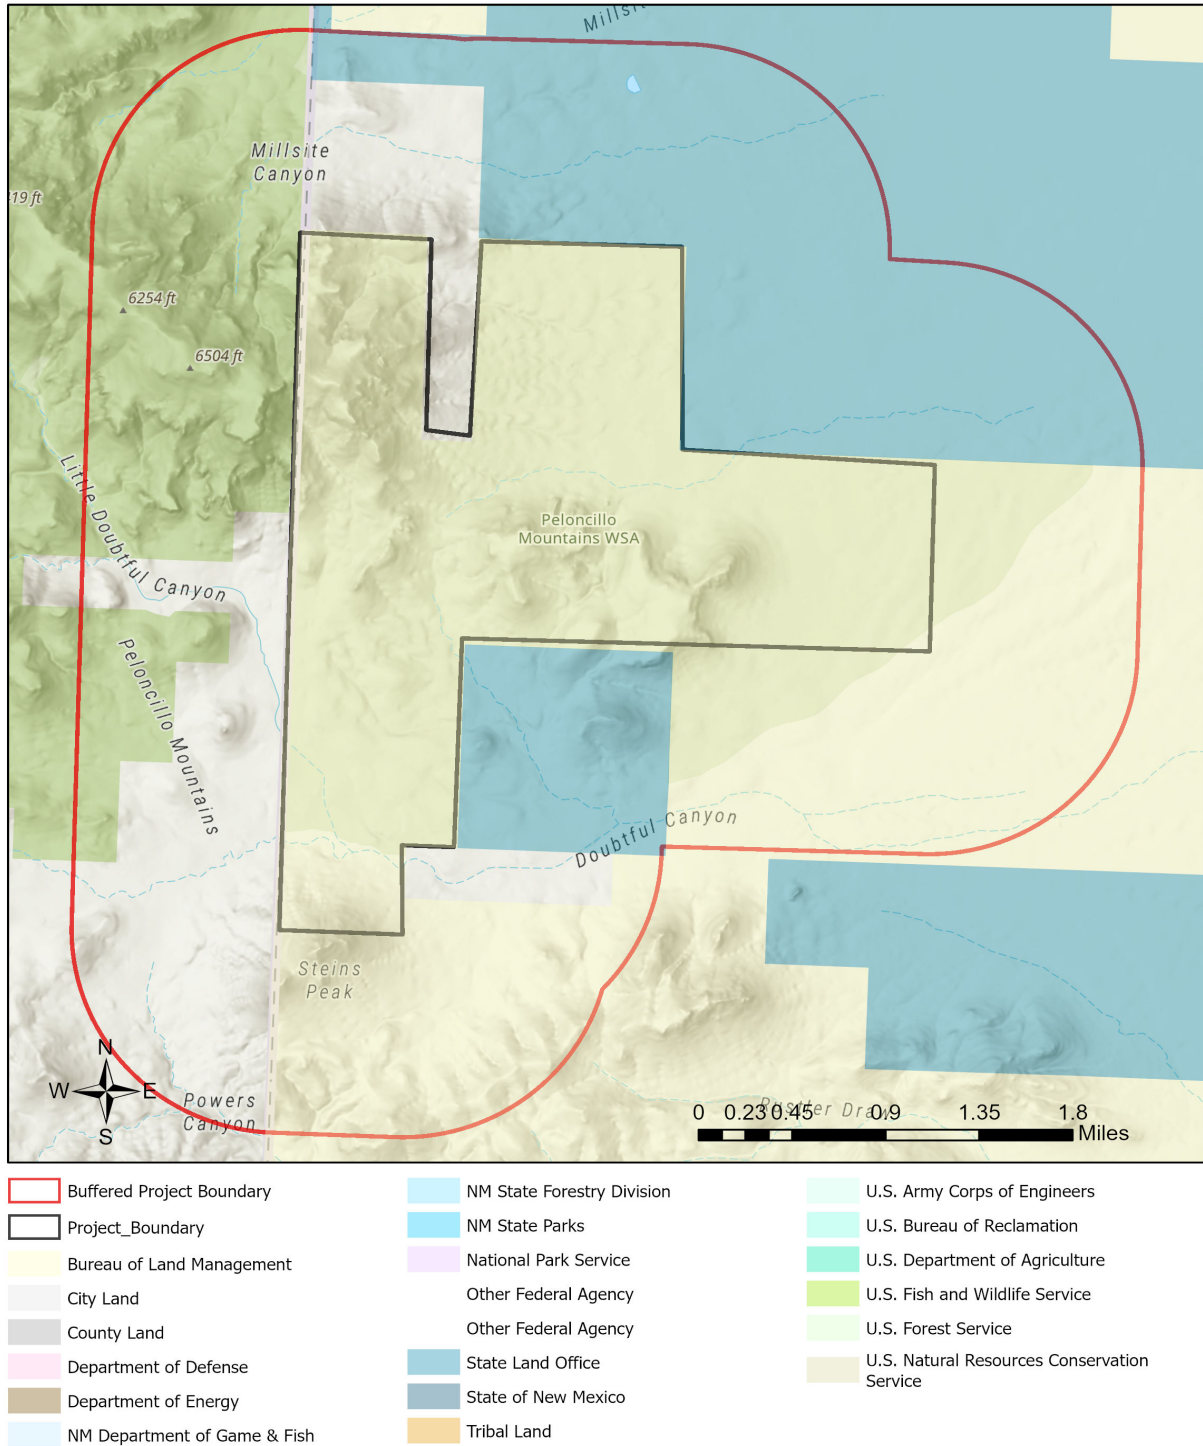 Millsit
Millsite
Canyon
19 ft
6254 ft
6504 ft
Little Doubtful Canyon
Peloncillo
Mountains WSA
Peloncillo Mountains
Doubtful Canyon
Steins
Peak
N
W
E
S
Powers
Canyon
Rustler Draw
0 0.23 0.45 0.9 1.35 1.8
Miles
Buffered Project Boundary
Project_Boundary
Bureau of Land Management
City Land
County Land
Department of Defense
Department of Energy
NM Department of Game & Fish
NM State Forestry Division
NM State Parks
National Park Service
Other Federal Agency
Other Federal Agency
State Land Office
State of New Mexico
Tribal Land
U.S. Army Corps of Engineers
U.S. Bureau of Reclamation
U.S. Department of Agriculture
U.S. Fish and Wildlife Service
U.S. Forest Service
U.S. Natural Resources Conservation
Service